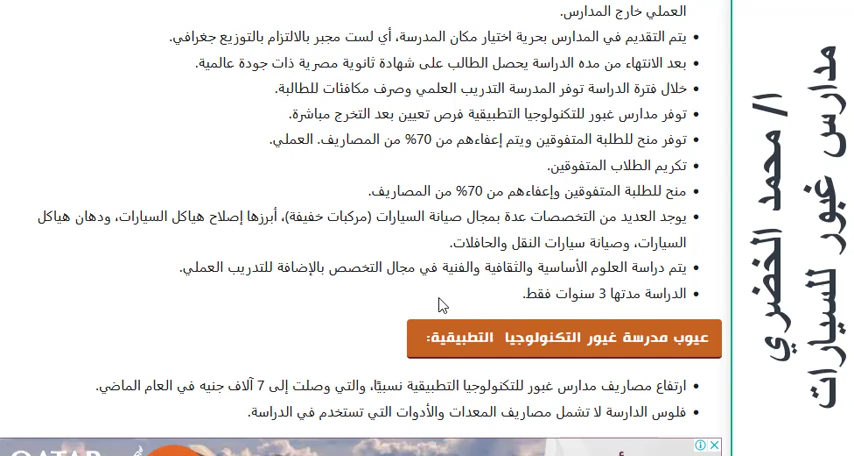 العملي خارج المدارس.
يتم التقديم في المدارس بحرية اختيار مكان المدرسة، أي لست مجبر بالالتزام بالتوزيع جغرافي.
بعد الانتهاء من مده الدراسة يحصل الطالب على شهادة ثانوية مصرية ذات جودة عالمية.
خلال فترة الدراسة توفر المدرسة التدريب العلمي وصرف مكافئات للطالبة.
توفر مدارس غبور للتكنولوجيا التطبيقية فرص تعيين بعد التخرج مباشرة.
توفر منح للطلبة المتفوقين ويتم إعفاءهم من 70% من المصاريف. العملي.
تكريم الطلاب المتفوقين.
منح للطلبة المتفوقين وإعفاءهم من 70% من المصاريف.
يوجد العديد من التخصصات عدة بمجال صيانة السيارات (مركبات خفيفة)، أبرزها إصلاح هياكل السيارات، ودهان هياكل
السيارات، وصيانة سيارات النقل والحافلات.
يتم دراسة العلوم الأساسية والثقافية والفنية في مجال التخصص بالإضافة للتدريب العملي.
الدراسة مدتها 3 سنوات فقط.
عيوب مدرسة غبور التكنولوجيا التطبيقية:
ارتفاع مصاريف مدارس غبور للتكنولوجيا التطبيقية نسبيًا، والتي وصلت إلى 7 آلاف جنيه في العام الماضي.
فلوس الدارسة لا تشمل مصاريف المعدات والأدوات التي تستخدم في الدراسة.
QATAR
مدارس غبور للسيارات
ا/ محمد الخضري